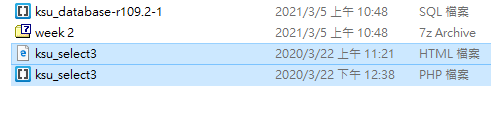 ksu_database-r109.2-1 2021/3/5 上午 10:48 SQL 檔案
week 2 2021/3/5 上午 10:48 7z Archive
ksu_select3 2020/3/22 上午 11:21 HTML 檔案
ksu_select3 2020/3/22 下午 12:38 PHP 檔案